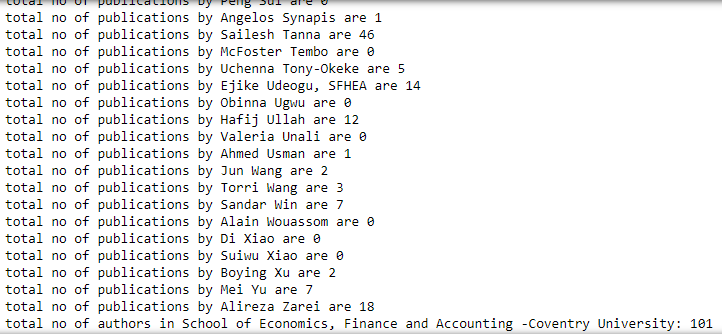 total no of publications by Peng Sui are 0
total no of publications by Angelos Synapis are 1
total no of publications by Sailesh Tanna are 46
total no of publications by McFoster Tembo are 0
total no of publications by Uchenna Tony-Okeke are 5
total no of publications by Ejike Udeogu, SFHEA are 14
total no of publications by Obinna Ugwu are 0
total no of publications by Hafij Ullah are 12
total no of publications by Valeria Unali are 0
total no of publications by Ahmed Usman are 1
total no of publications by Jun Wang are 2
total no of publications by Torri Wang are 3
total no of publications by Sandar Win are 7
total no of publications by Alain Wouassom are 0
total no of publications by Di Xiao are 0
total no of publications by Suiwu Xiao are 0
total no of publications by Boying Xu are 2
total no of publications by Mei Yu are 7
total no of publications by Alireza Zarei are 18
total no of authors in School of Economics, Finance and Accounting -Coventry University: 101